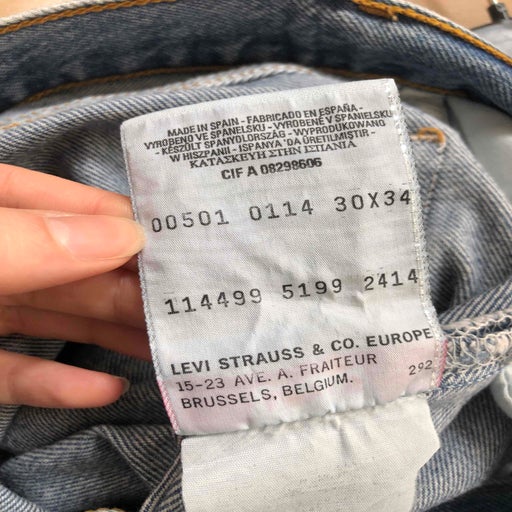 MADE IN SPAIN - FABRICADO EN ESPAÑA -
VYROBENO VE SPANELSKU - VYROBENÉ V SPANIELSKU
- KÉSZÜLT SPANYOLORSZÁG - WYPRODUKOWANO
W HISZPANII - ISPANYA 'DA ÜRETILMIŞTIR -
ΚΑΤΑΣΚΕΥΗ ΣΤΗΝ ΙΣΠΑΝΙΑ
CIF A 08298606
00501 0114 30X34
114499 5199 2414
LEVI STRAUSS & CO. EUROPE
15-23 AVE. A. FRAITEUR 292
BRUSSELS, BELGIUM.